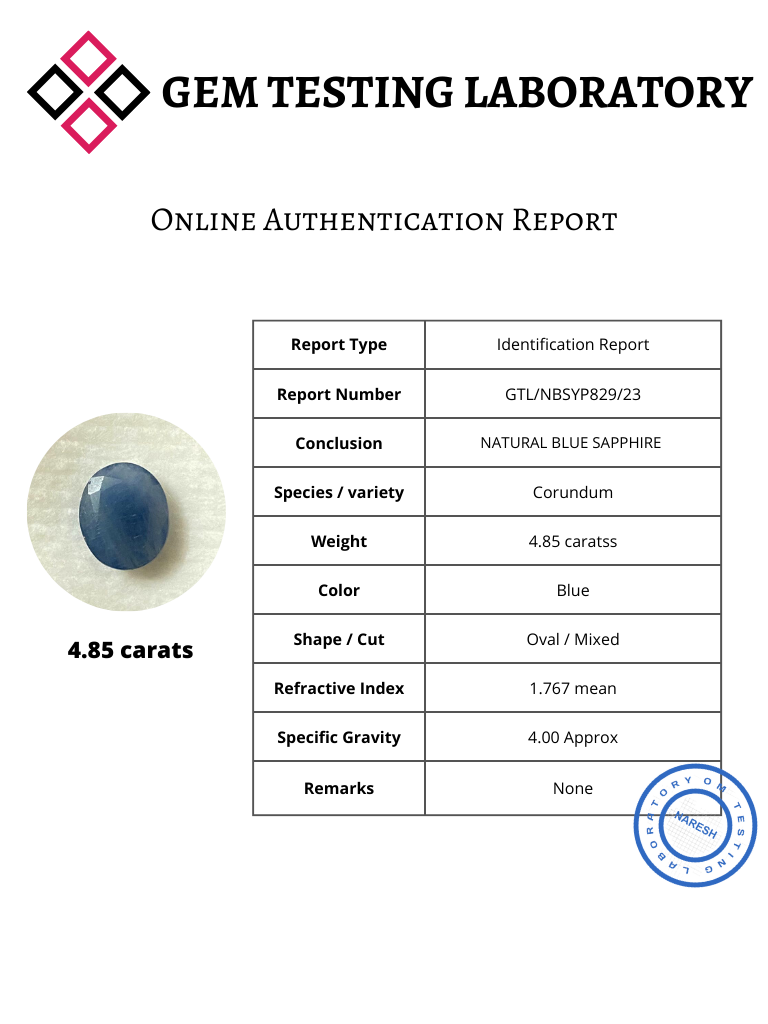 GEM TESTING LABORATORY
Online Authentication Report
Report Type Identification Report
Report Number GTL/NBSYP829/23
Conclusion NATURAL BLUE SAPPHIRE
Species / variety Corundum
Weight 4.85 caratss
Color Blue
Shape / Cut Oval / Mixed
Refractive Index 1.767 mean
Specific Gravity 4.00 Approx
Remarks None
4.85 carats
OM TESTING LABORATORY
NARESH